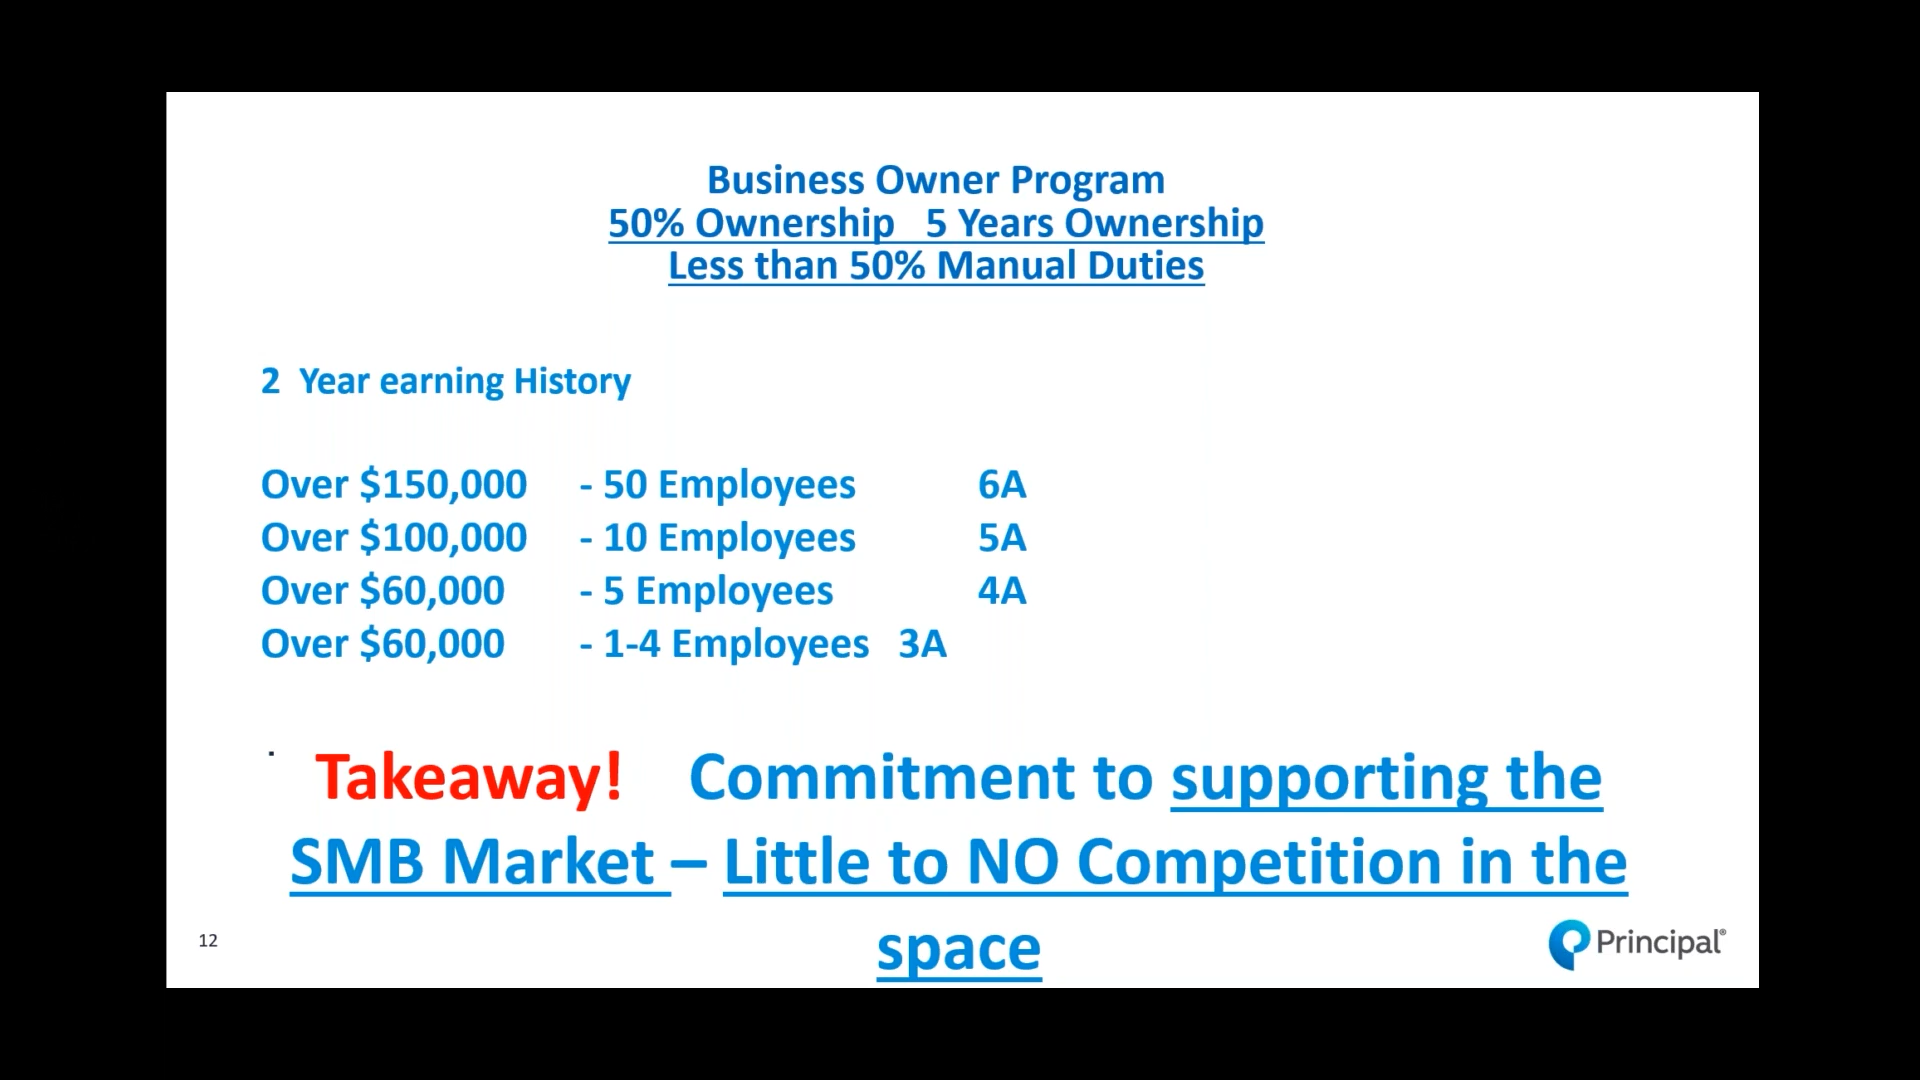 Business Owner Program
50% Ownership   5 Years Ownership
Less than 50% Manual Duties
2  Year earning History
Over $150,000 - 50 Employees 6A
Over $100,000 - 10 Employees 5A
Over $60,000 - 5 Employees 4A
Over $60,000 - 1-4 Employees 3A
Takeaway! Commitment to supporting the
SMB Market – Little to NO Competition in the
space
12
Principal®